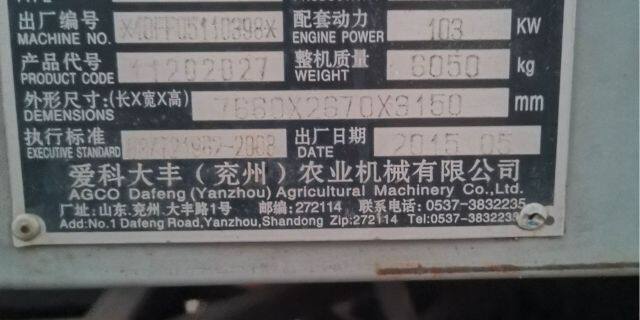 出厂编号 配套动力 103 KW
MACHINE NO. ENGINE POWER
产品代号 11202027 整机质量 6050 kg
PRODUCT CODE WEIGHT
外形尺寸:(长X宽X高) 7660X2670X3150 mm
DEMENSIONS
执行标准 出厂日期 2015.05
EXECUTIVE STANDARD DATE
爱科大丰（兖州）农业机械有限公司
AGCO Dafeng (Yanzhou) Agricultural Machinery Co.,Ltd.
厂址:山东.兖州.大丰路1号 邮编:272114 联系电话:0537-3832235
Add:No.1 Dafeng Road,Yanzhou,Shandong Zip:272114 Tel:0537-3832238